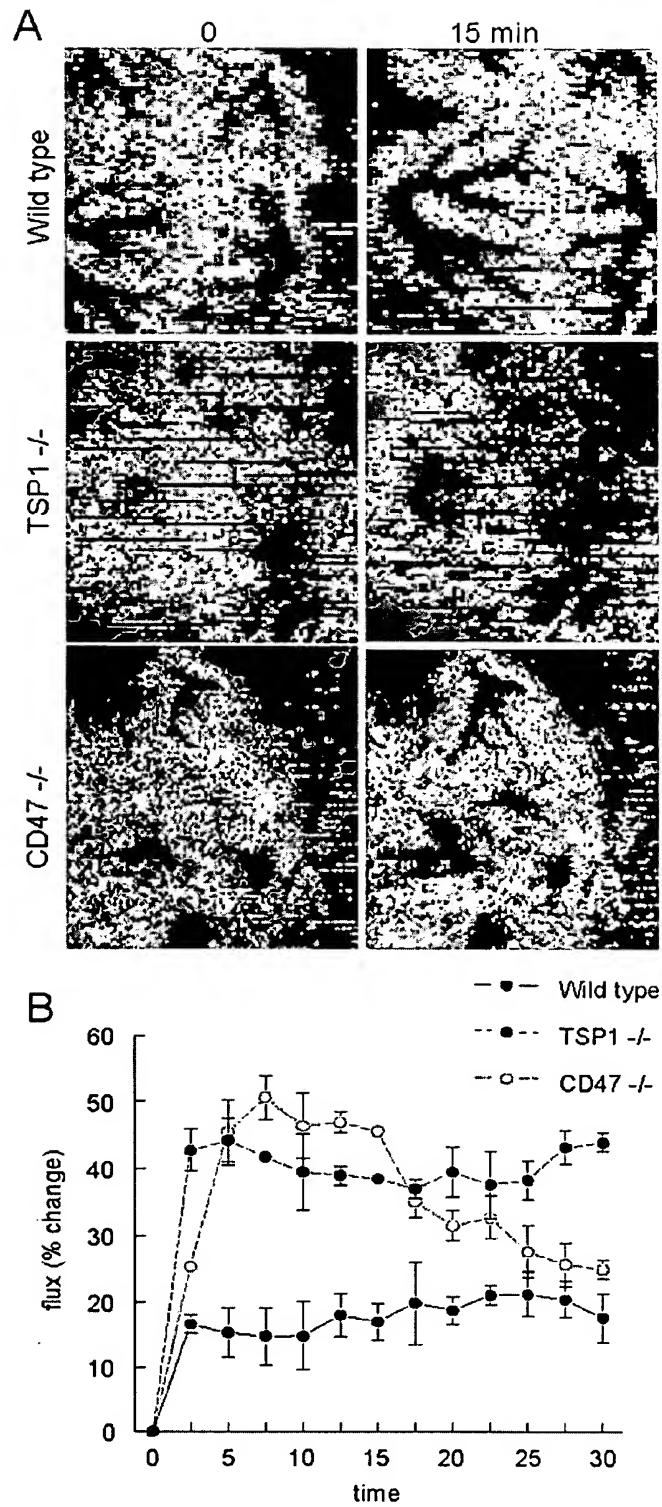 A
0
15 min
Wild type
TSP1 -/-
CD47 -/-
B
Wild type
TSP1 -/-
CD47 -/-
60
50
40
30
20
10
0
flux (% change)
0 5 10 15 20 25 30
time